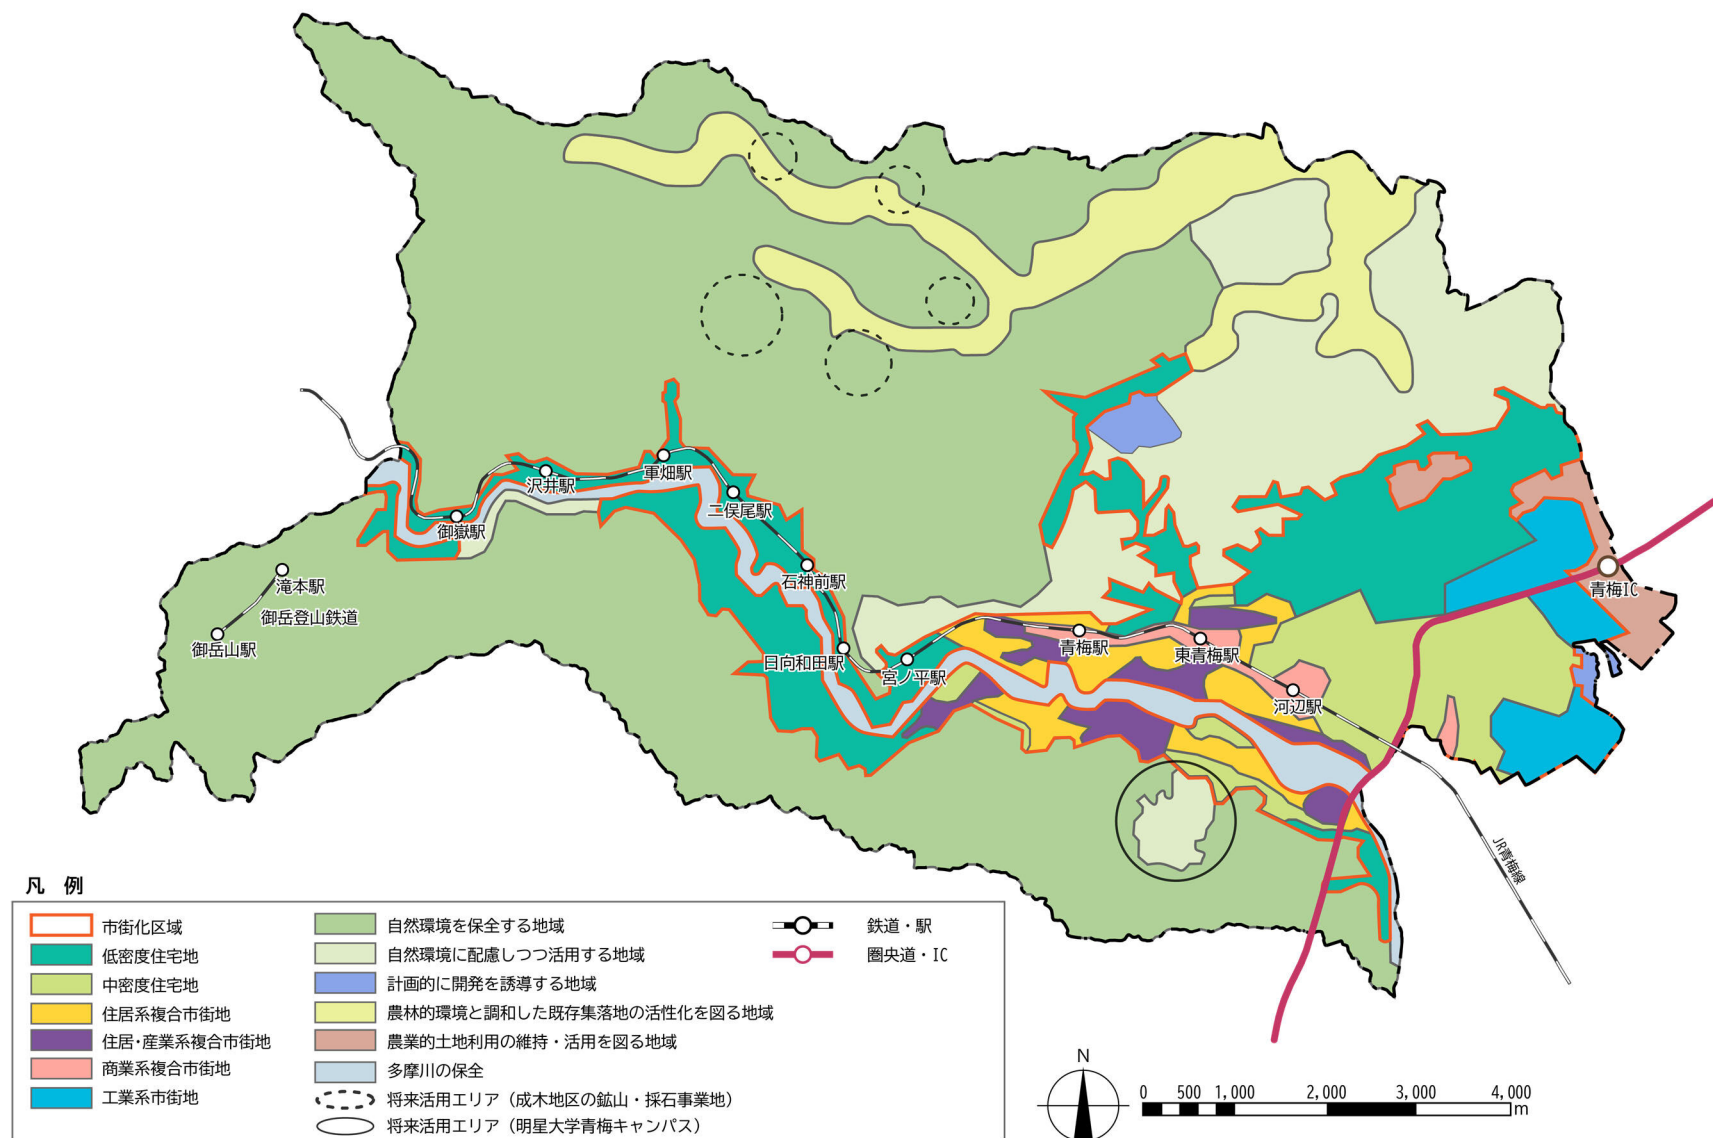 沢井駅
軍畑駅
二俣尾駅
御嶽駅
石神前駅
滝本駅
御岳登山鉄道
御岳山駅
日向和田駅
宮ノ平駅
青梅駅
東青梅駅
河辺駅
青梅IC
JR青梅線
凡 例
市街化区域
低密度住宅地
中密度住宅地
住居系複合市街地
住居・産業系複合市街地
商業系複合市街地
工業系市街地
自然環境を保全する地域
自然環境に配慮しつつ活用する地域
計画的に開発を誘導する地域
農林的環境と調和した既存集落地の活性化を図る地域
農業的土地利用の維持・活用を図る地域
多摩川の保全
将来活用エリア（成木地区の鉱山・採石事業地）
将来活用エリア（明星大学青梅キャンパス）
鉄道・駅
圏央道・IC
N
0 500 1,000 2,000 3,000 4,000
m